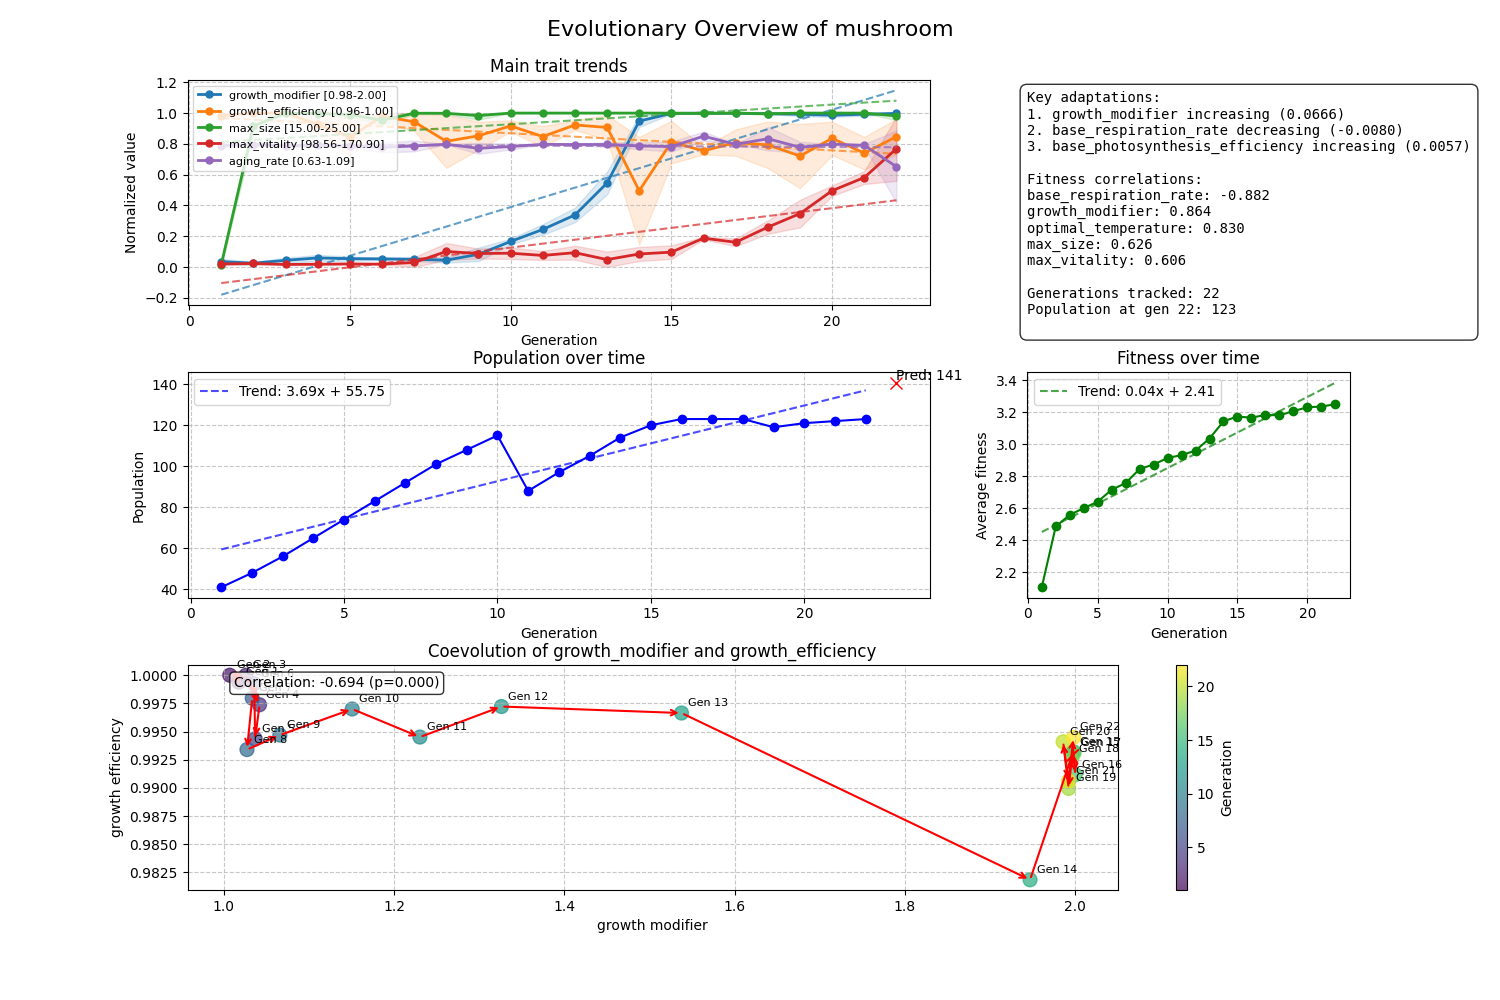 Evolutionary Overview of mushroom
Main trait trends
Normalized value
1.2
1.0
0.8
0.6
0.4
0.2
0.0
−0.2
growth_modifier [0.98-2.00]
growth_efficiency [0.96-1.00]
max_size [15.00-25.00]
max_vitality [98.56-170.90]
aging_rate [0.63-1.09]
0
5
10
15
20
Generation
Key adaptations:
1. growth_modifier increasing (0.0666)
2. base_respiration_rate decreasing (-0.0080)
3. base_photosynthesis_efficiency increasing (0.0057)
Fitness correlations:
base_respiration_rate: -0.882
growth_modifier: 0.864
optimal_temperature: 0.830
max_size: 0.626
max_vitality: 0.606
Generations tracked: 22
Population at gen 22: 123
Population over time
Population
140
120
100
80
60
40
Trend: 3.69x + 55.75
Pred: 141
0
5
10
15
20
Generation
Fitness over time
Average fitness
3.4
3.2
3.0
2.8
2.6
2.4
2.2
Trend: 0.04x + 2.41
0
5
10
15
20
Generation
Coevolution of growth_modifier and growth_efficiency
growth efficiency
1.0000
0.9975
0.9950
0.9925
0.9900
0.9875
0.9850
0.9825
Gen 3
Correlation: -0.694 (p=0.000)
Gen 4
Gen 8
Gen 9
Gen 10
Gen 11
Gen 12
Gen 13
Gen 14
Gen 22
Gen 20
Gen 18
Gen 16
Gen 21
Gen 19
1.0
1.2
1.4
1.6
1.8
2.0
growth modifier
20
15
10
5
Generation